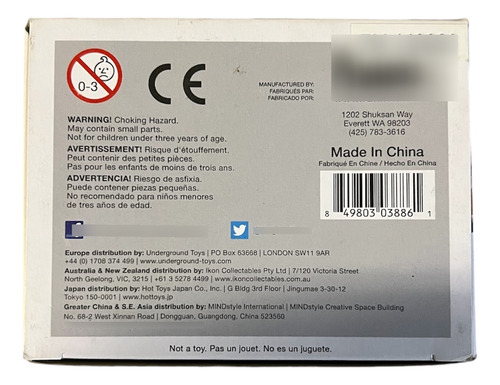 0-3
CE
MANUFACTURED BY:
FABRIQUÉS PAR:
FABRICADO POR:
1202 Shuksan Way
Everett WA 98203
(425) 783-3616
WARNING! Choking Hazard.
May contain small parts.
Not for children under three years of age.
AVERTISSEMENT! Risque d'étouffement.
Peut contenir des petites pièces.
Pas pour les enfants de moins de trois ans.
ADVERTENCIA! Riesgo de asfixia.
Puede contener piezas pequeñas.
No recomendado para niños menores
de tres años de edad.
Made In China
Fabriqué En Chine / Hecho En China
8 49803 03886 1
Europe distribution by: Underground Toys | PO Box 63668 | LONDON SW11 9AR
+44 (0) 1708 374 499 | www.underground-toys.com
Australia & New Zealand distribution by: Ikon Collectables Pty Ltd | 7/120 Victoria Street
North Geelong, VIC, 3215 | +61 3 5278 4499 | www.ikoncollectables.com.au
Japan distribution by: Hot Toys Japan Co., Inc. | G Bldg 3rd Floor | Jingumae 3-30-12
Tokyo 150-0001 | www.hottoys.jp
Greater China & S.E. Asia distribution by: MINDstyle International | MINDstyle Creative Space Building
No. 68-2 West Xinnan Road | Dongguan, Guangdong, China 523560
Not a toy. Pas un jouet. No es un juguete.